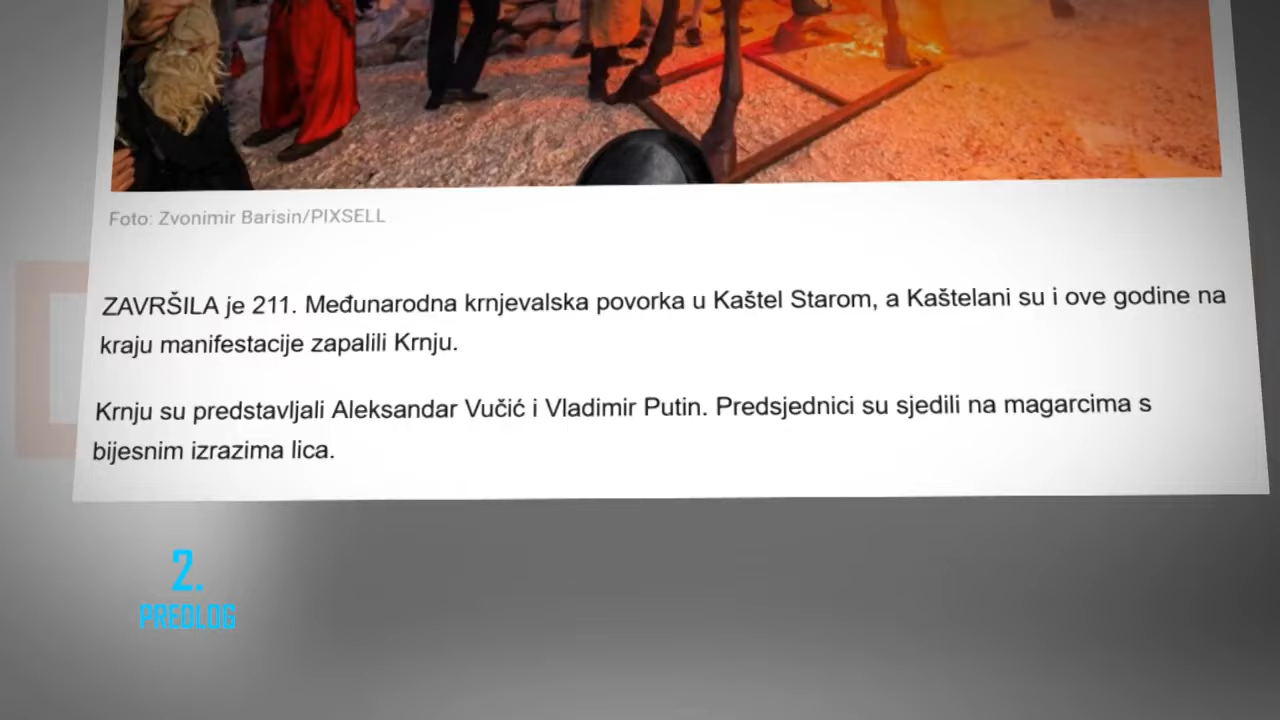 Foto: Zvonimir Barisin/PIXSELL
ZAVRŠILA je 211. Međunarodna krnjevalska povorka u Kaštel Starom, a Kaštelani su i ove godine na
kraju manifestacije zapalili Krnju.
Krnju su predstavljali Aleksandar Vučić i Vladimir Putin. Predsjednici su sjedili na magarcima s
bijesnim izrazima lica.
2.
PREDLOG